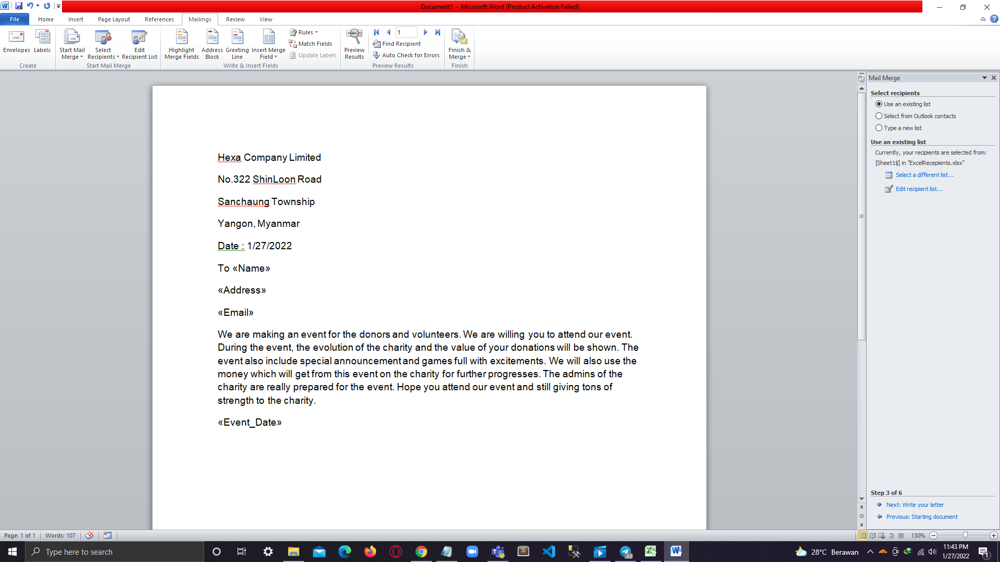 Document1 - Microsoft Word (Product Activation Failed)
File Home Insert Page Layout References Mailings Review View
Envelopes Labels
Create
Start Mail Merge
Select Recipients
Edit Recipient List
Start Mail Merge
Highlight Merge Fields
Address Block
Greeting Line
Insert Merge Field
Rules
Match Fields
Update Labels
Write & Insert Fields
ABC
Preview Results
1
Find Recipient
Auto Check for Errors
Preview Results
Finish & Merge
Finish
Hexa Company Limited
No.322 ShinLoon Road
Sanchaung Township
Yangon, Myanmar
Date : 1/27/2022
To «Name»
«Address»
«Email»
We are making an event for the donors and volunteers. We are willing you to attend our event.
During the event, the evolution of the charity and the value of your donations will be shown. The
event also include special announcement and games full with excitements. We will also use the
money which will get from this event on the charity for further progresses. The admins of the
charity are really prepared for the event. Hope you attend our event and still giving tons of
strength to the charity.
«Event_Date»
Mail Merge
Select recipients
Use an existing list
Select from Outlook contacts
Type a new list
Use an existing list
Currently, your recipients are selected from:
[Sheet1$] in "ExcelRecepients.xlsx"
Select a different list...
Edit recipient list...
Step 3 of 6
Next: Write your letter
Previous: Starting document
Page: 1 of 1 Words: 107
130%
Type here to search
83
28°C Berawan
11:43 PM
1/27/2022
1